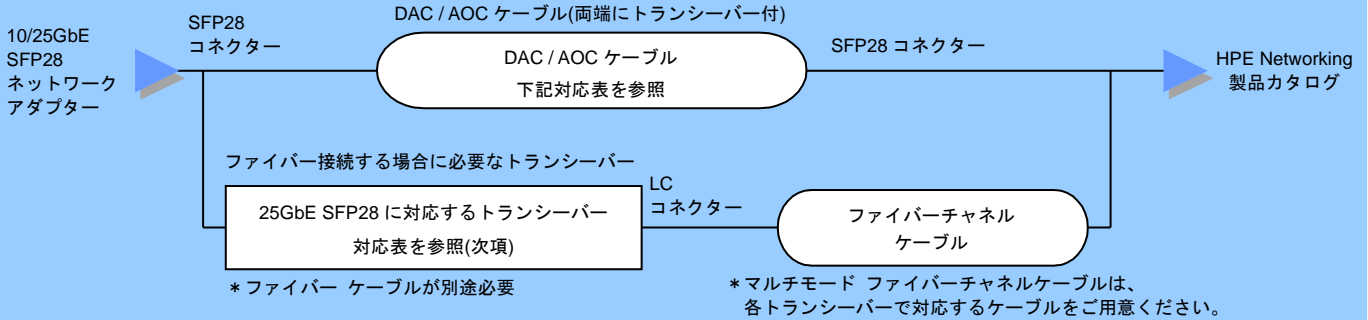 10/25GbE
SFP28
ネットワーク
アダプター
SFP28
コネクター
DAC / AOC ケーブル(両端にトランシーバー付)
DAC / AOC ケーブル
下記対応表を参照
SFP28 コネクター
HPE Networking
製品カタログ
ファイバー接続する場合に必要なトランシーバー
25GbE SFP28 に対応するトランシーバー
対応表を参照(次項)
*ファイバー ケーブルが別途必要
LC
コネクター
ファイバーチャネル
ケーブル
*マルチモード ファイバーチャネルケーブルは、
各トランシーバーで対応するケーブルをご用意ください。